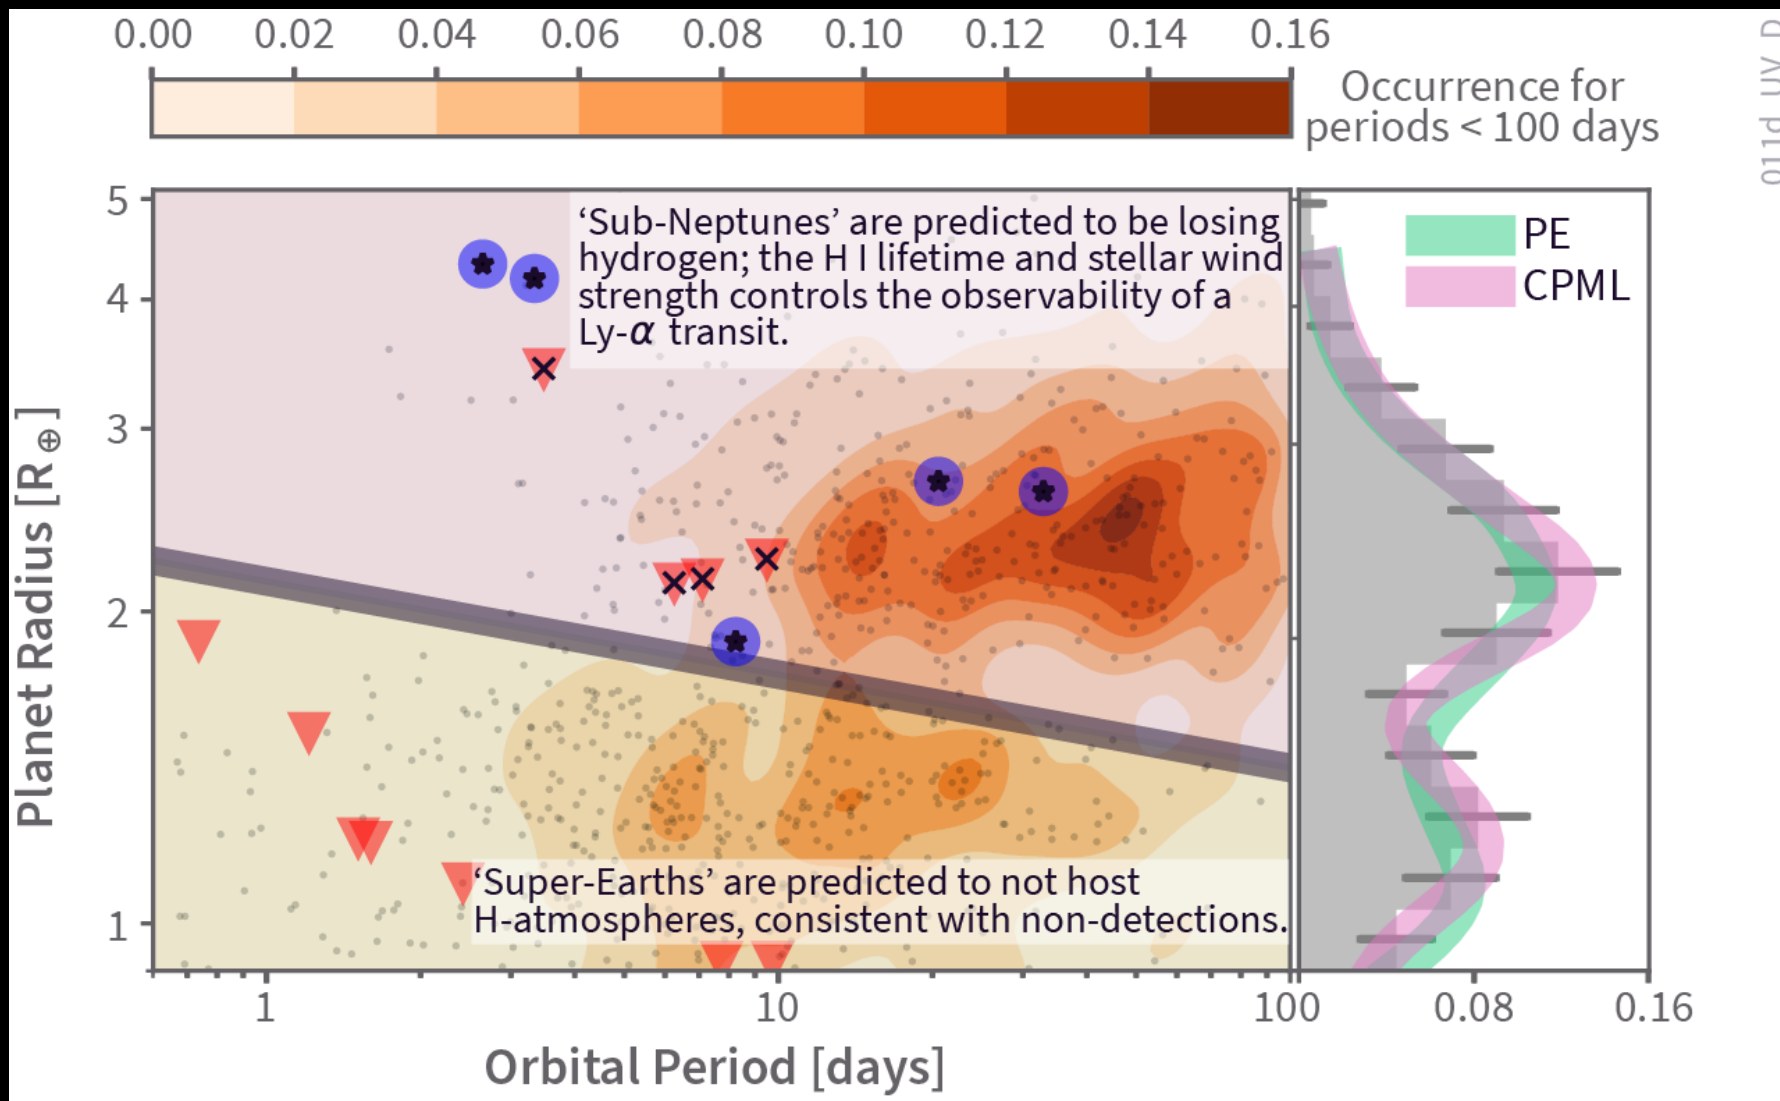 0.00 0.02 0.04 0.06 0.08 0.10 0.12 0.14 0.16
Occurrence for
periods < 100 days
‘Sub-Neptunes’ are predicted to be losing
hydrogen; the H I lifetime and stellar wind
strength controls the observability of a
Ly-α transit.
PE
CPML
5
4
3
2
1
Planet Radius [R⊕]
‘Super-Earths’ are predicted to not host
H-atmospheres, consistent with non-detections.
1 10 100
0 0.08 0.16
Orbital Period [days]
011d UV D